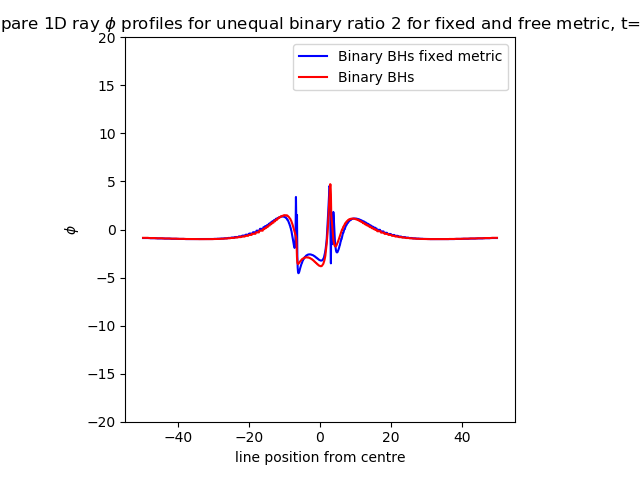 pare 1D ray ϕ profiles for unequal binary ratio 2 for fixed and free metric, t=
Binary BHs fixed metric
Binary BHs
20
15
10
5
0
−5
−10
−15
−20
ϕ
−40
−20
0
20
40
line position from centre